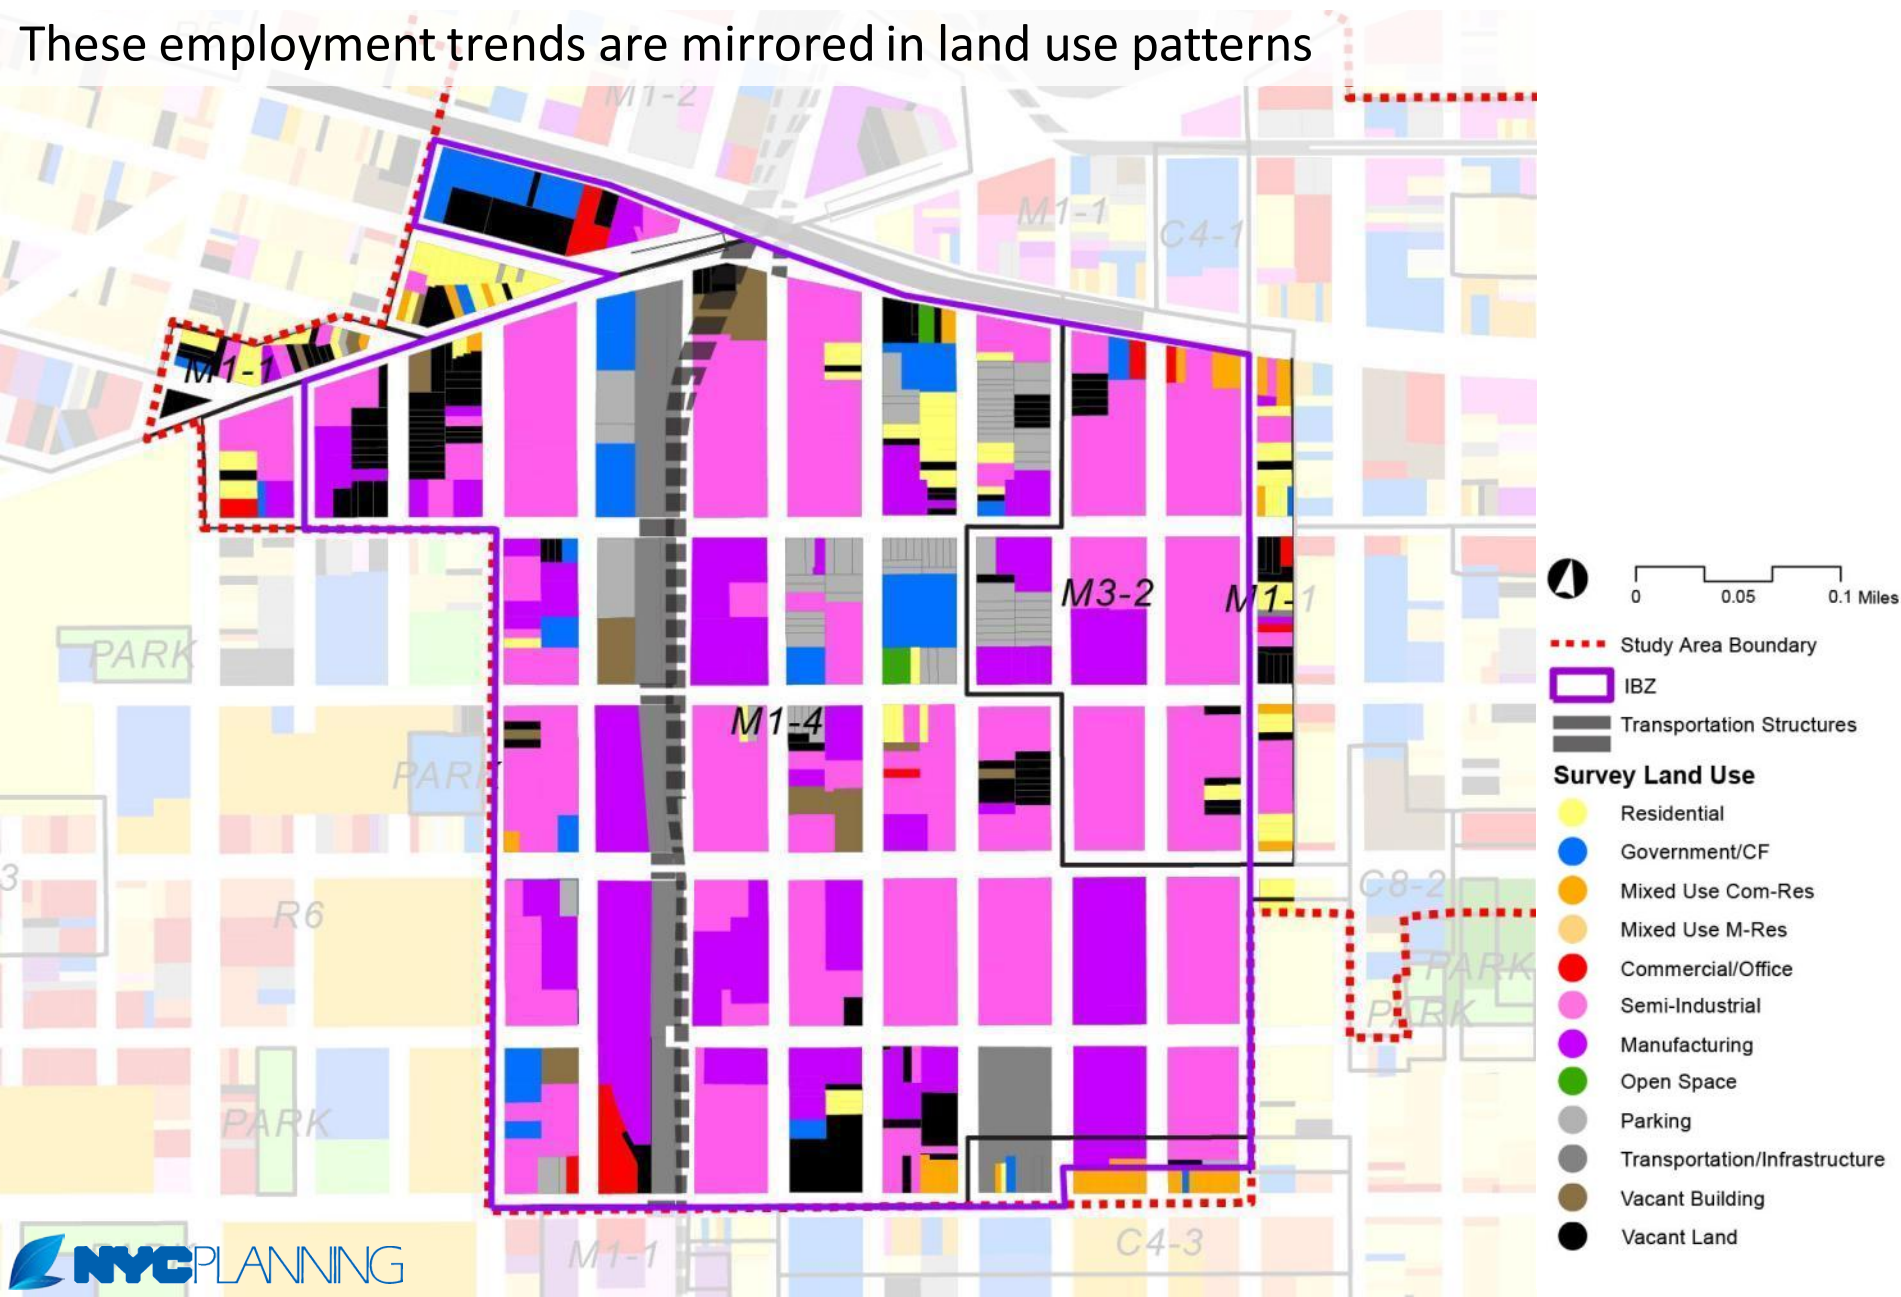 These employment trends are mirrored in land use patterns
M1-2
M1-1
C4-1
M1-1
M3-2
M1-1
PARK
M1-4
PARK
3
R6
C8-2
PARK
PARK
PARK
M1-1
C4-3
NYCPLANNING
0 0.05 0.1 Miles
Study Area Boundary
IBZ
Transportation Structures
Survey Land Use
Residential
Government/CF
Mixed Use Com-Res
Mixed Use M-Res
Commercial/Office
Semi-Industrial
Manufacturing
Open Space
Parking
Transportation/Infrastructure
Vacant Building
Vacant Land